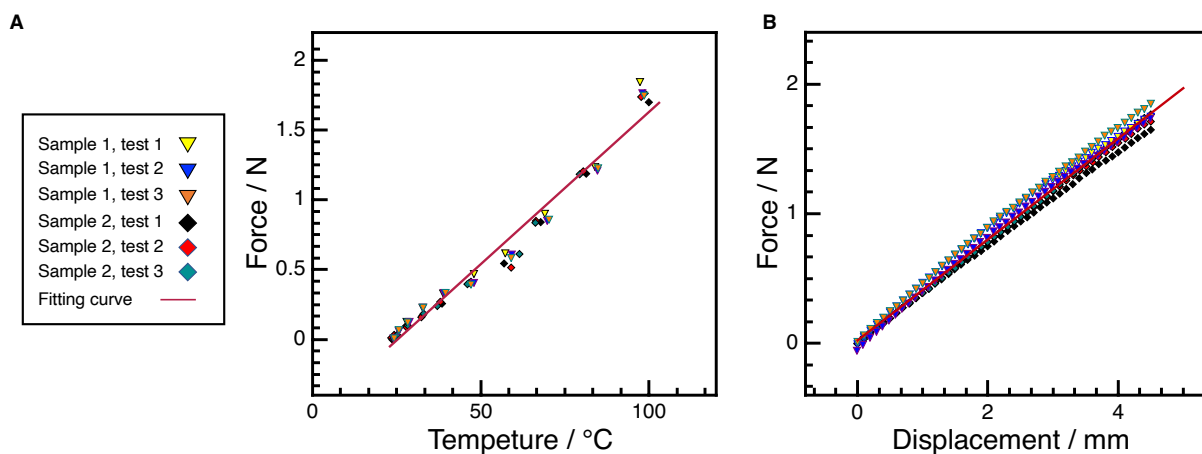 A
B
Sample 1, test 1
Sample 1, test 2
Sample 1, test 3
Sample 2, test 1
Sample 2, test 2
Sample 2, test 3
Fitting curve
Force / N
2
1.5
1
0.5
0
0
50
100
Tempeture / °C
Force / N
2
1
0
0
2
4
Displacement / mm